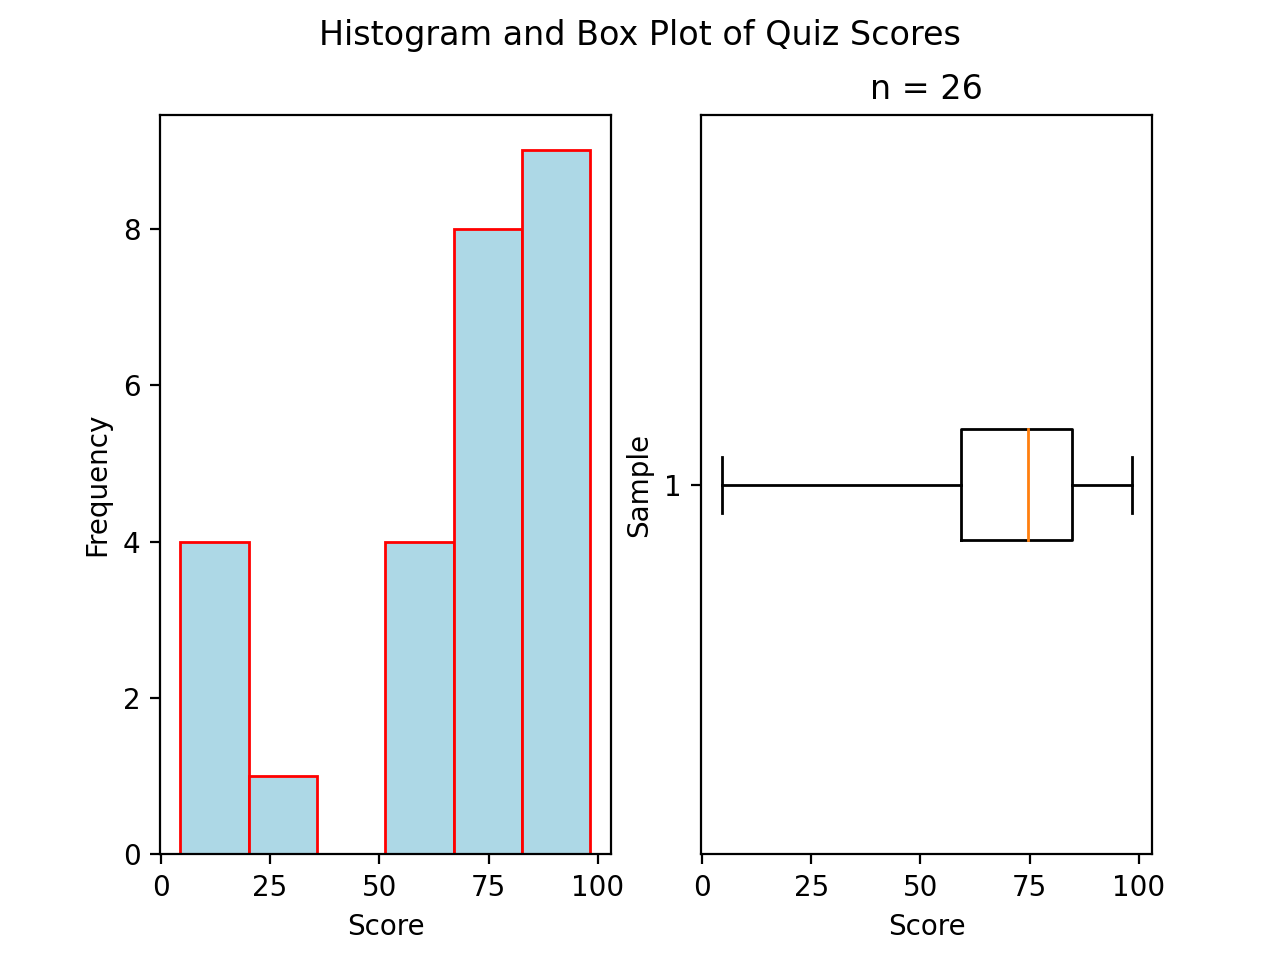 Histogram and Box Plot of Quiz Scores
n = 26
Frequency
8
6
4
2
0
0 25 50 75 100
Score
Sample
1
0 25 50 75 100
Score